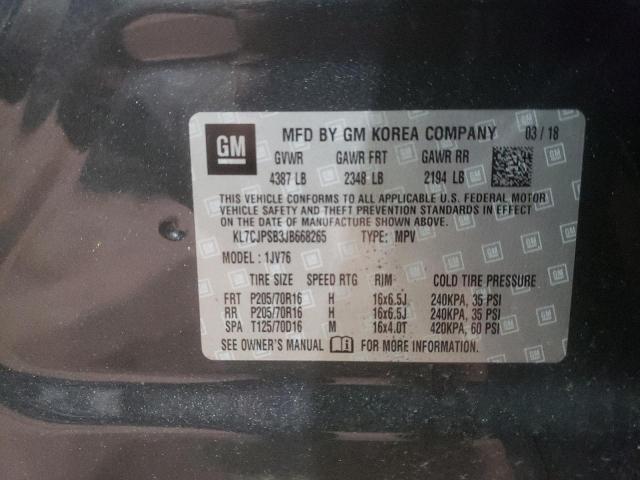 GM MFD BY GM KOREA COMPANY 03/18
GVWR GAWR FRT GAWR RR
4387 LB 2348 LB 2194 LB
THIS VEHICLE CONFORMS TO ALL APPLICABLE U.S. FEDERAL MOTOR
VEHICLE SAFETY AND THEFT PREVENTION STANDARDS IN EFFECT
ON THE DATE OF MANUFACTURE SHOWN ABOVE.
KL7CJPSB3JB668265 TYPE: MPV
MODEL: 1JV76
TIRE SIZE SPEED RTG RIM COLD TIRE PRESSURE
FRT P205/70R16 H 16x6.5J 240KPA, 35 PSI
RR P205/70R16 H 16x6.5J 240KPA, 35 PSI
SPA T125/70D16 M 16x4.0T 420KPA, 60 PSI
SEE OWNER'S MANUAL FOR MORE INFORMATION.